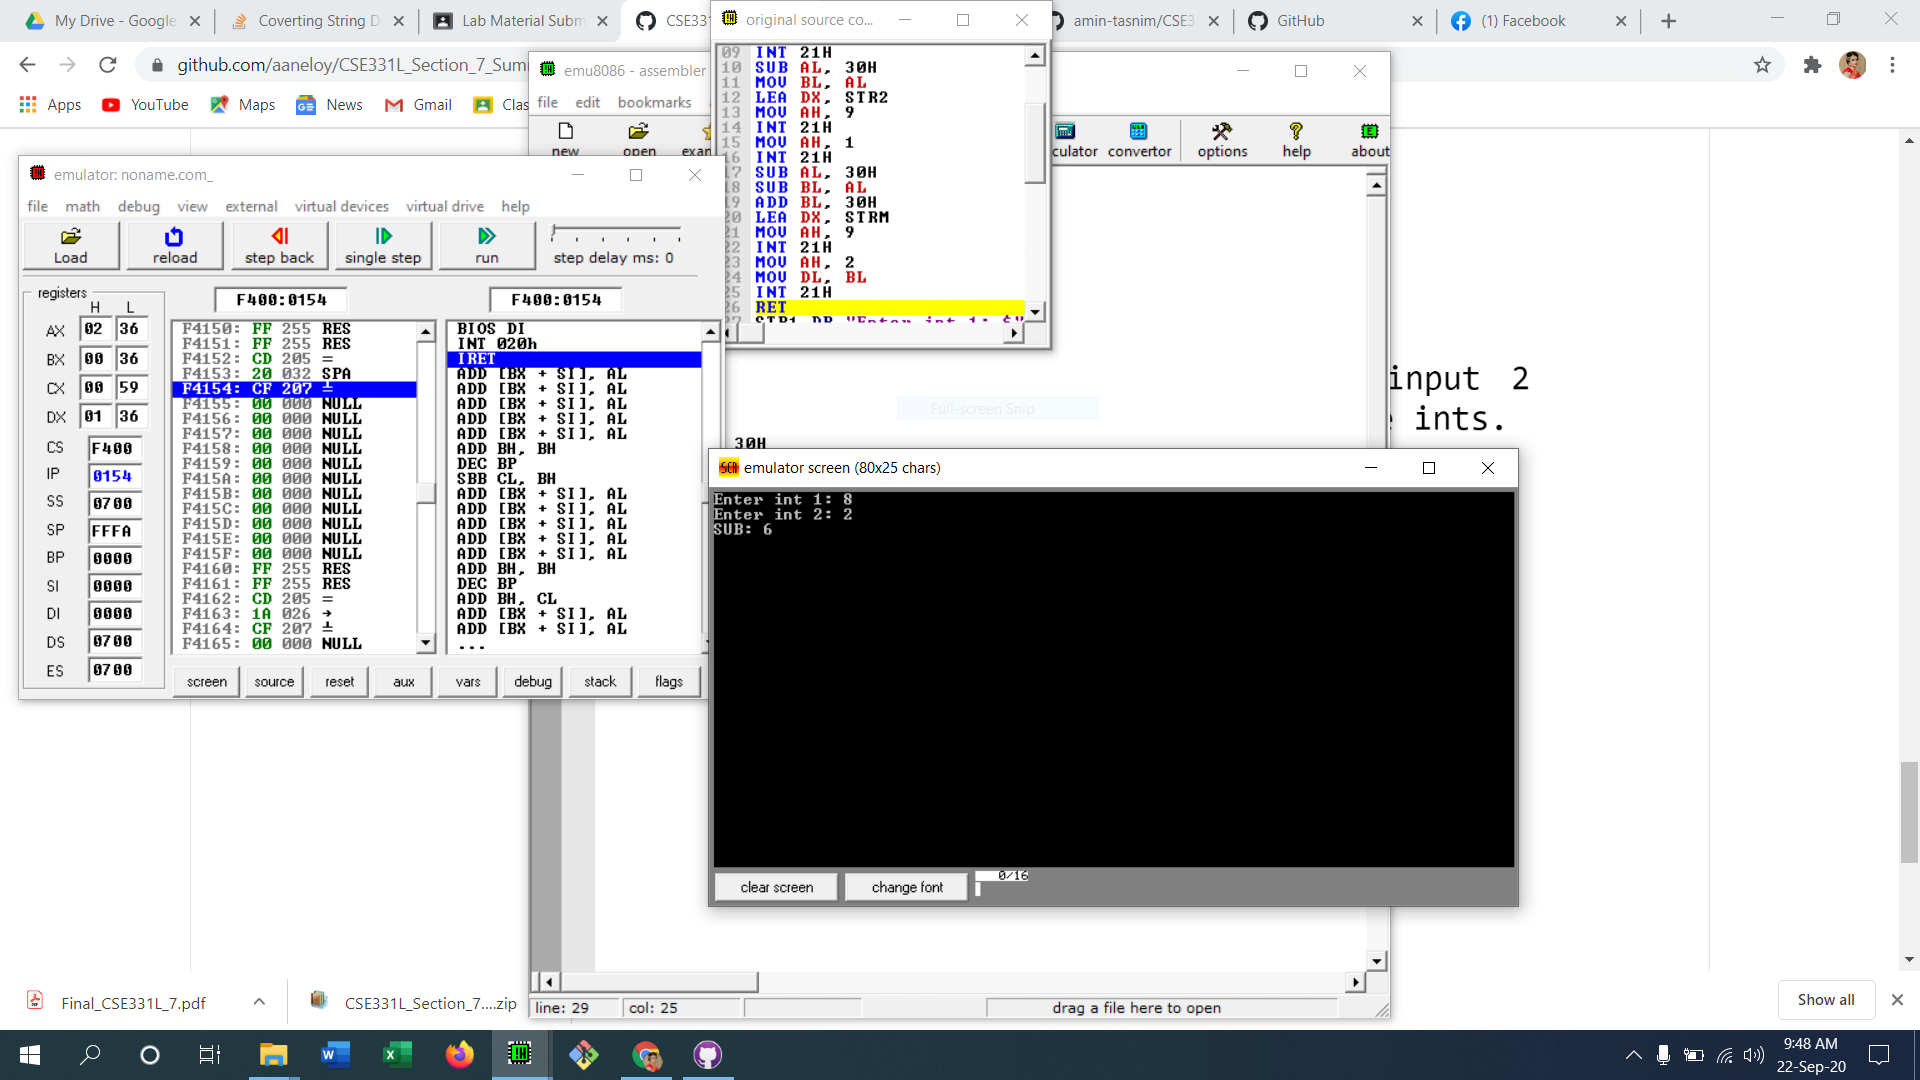 My Drive - Google
Coverting String D
Lab Material Subm
CSE331
original source co...
amin-tasnim/CSE3
GitHub
(1) Facebook
github.com/aaneloy/CSE331L_Section_7_Sum
Apps
YouTube
Maps
News
Gmail
Clas
emu8086 - assembler
file edit bookmarks
new
open
exam
culator
convertor
options
help
about
09 INT 21H
10 SUB AL, 30H
11 MOV BL, AL
12 LEA DX, STR2
13 MOV AH, 9
14 INT 21H
15 MOV AH, 1
16 INT 21H
17 SUB AL, 30H
18 SUB BL, AL
19 ADD BL, 30H
20 LEA DX, STRM
21 MOV AH, 9
22 INT 21H
23 MOV AH, 2
24 MOV DL, BL
25 INT 21H
26 RET
27 STR1 DB "Enter int 1: $"
emulator: noname.com_
file math debug view external virtual devices virtual drive help
Load
reload
step back
single step
run
step delay ms: 0
registers
H L
AX 02 36
BX 00 36
CX 00 59
DX 01 36
CS F400
IP 0154
SS 0700
SP FFFA
BP 0000
SI 0000
DI 0000
DS 0700
ES 0700
F400:0154
F4150: FF 255 RES
F4151: FF 255 RES
F4152: CD 205 =
F4153: 20 032 SPA
F4154: CF 207 ╧
F4155: 00 000 NULL
F4156: 00 000 NULL
F4157: 00 000 NULL
F4158: 00 000 NULL
F4159: 00 000 NULL
F415A: 00 000 NULL
F415B: 00 000 NULL
F415C: 00 000 NULL
F415D: 00 000 NULL
F415E: 00 000 NULL
F415F: 00 000 NULL
F4160: FF 255 RES
F4161: FF 255 RES
F4162: CD 205 =
F4163: 1A 026 →
F4164: CF 207 ╧
F4165: 00 000 NULL
F400:0154
BIOS DI
INT 020h
IRET
ADD [BX + SI], AL
ADD [BX + SI], AL
ADD [BX + SI], AL
ADD [BX + SI], AL
ADD [BX + SI], AL
ADD BH, BH
DEC BP
SBB CL, BH
ADD [BX + SI], AL
ADD [BX + SI], AL
ADD [BX + SI], AL
ADD [BX + SI], AL
ADD [BX + SI], AL
ADD BH, BH
DEC BP
ADD BH, CL
ADD [BX + SI], AL
ADD [BX + SI], AL
...
screen source reset aux vars debug stack flags
input 2
ints.
Full-screen Snip
30H
emulator screen (80x25 chars)
Enter int 1: 8
Enter int 2: 2
SUB: 6
clear screen
change font
0/16
line: 29
col: 25
drag a file here to open
Final_CSE331L_7.pdf
CSE331L_Section_7....zip
Show all
9:48 AM
22-Sep-20